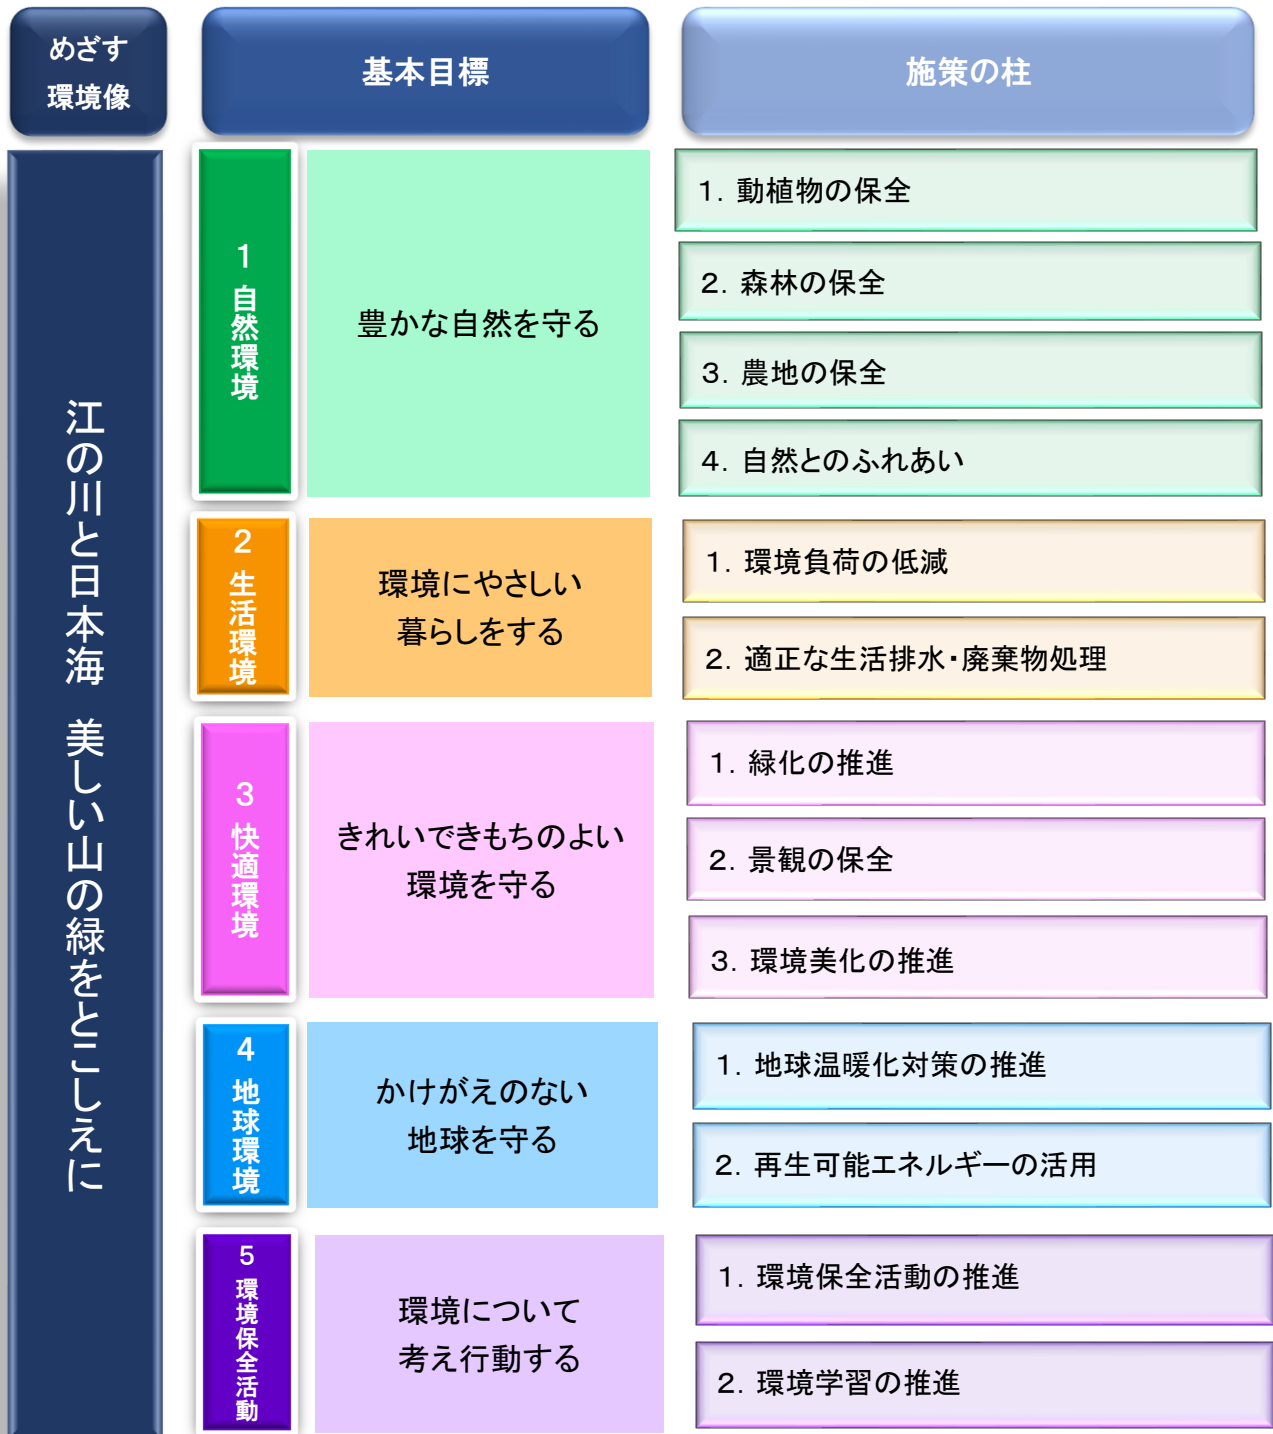 めざす
環境像
基本目標
施策の柱
江の川と日本海 美しい山の緑をとこしえに
1 自然環境
豊かな自然を守る
1. 動植物の保全
2. 森林の保全
3. 農地の保全
4. 自然とのふれあい
2 生活環境
環境にやさしい
暮らしをする
1. 環境負荷の低減
2. 適正な生活排水・廃棄物処理
3 快適環境
きれいできもちのよい
環境を守る
1. 緑化の推進
2. 景観の保全
3. 環境美化の推進
4 地球環境
かけがえのない
地球を守る
1. 地球温暖化対策の推進
2. 再生可能エネルギーの活用
5 環境保全活動
環境について
考え行動する
1. 環境保全活動の推進
2. 環境学習の推進